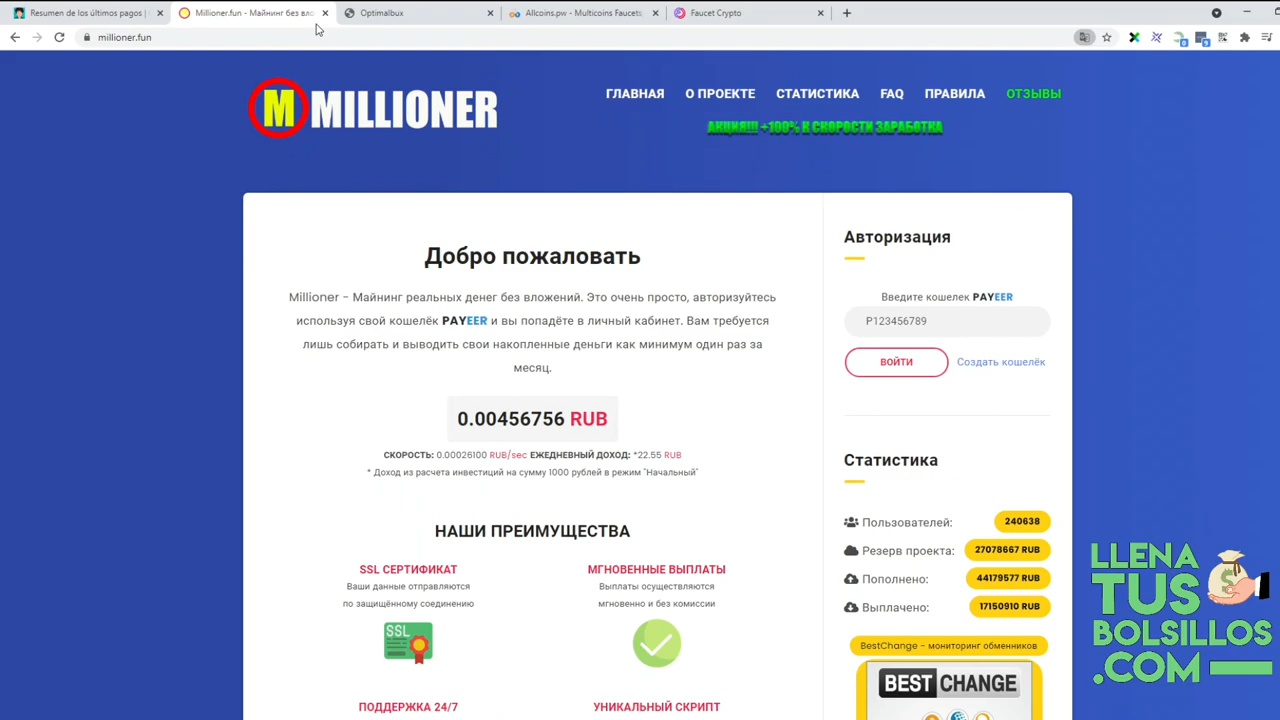 Resumen de los últimos pagos |
Millioner.fun - Майнинг без вло
Optimalbux
Allcoins.pw - Multicoins Faucets,
Faucet Crypto
millioner.fun
M MILLIONER
ГЛАВНАЯ О ПРОЕКТЕ СТАТИСТИКА FAQ ПРАВИЛА ОТЗЫВЫ
АКЦИЯ!!! +100% К СКОРОСТИ ЗАРАБОТКА
Добро пожаловать
Millioner - Майнинг реальных денег без вложений. Это очень просто, авторизуйтесь
используя свой кошелёк PAYEER и вы попадёте в личный кабинет. Вам требуется
лишь собирать и выводить свои накопленные деньги как минимум один раз за
месяц.
0.00456756 RUB
СКОРОСТЬ: 0.00026100 RUB/sec ЕЖЕДНЕВНЫЙ ДОХОД: *22.55 RUB
* Доход из расчета инвестиций на сумму 1000 рублей в режим "Начальный"
НАШИ ПРЕИМУЩЕСТВА
SSL СЕРТИФИКАТ
Ваши данные отправляются
по защищённому соединению
SSL
МГНОВЕННЫЕ ВЫПЛАТЫ
Выплаты осуществляются
мгновенно и без комиссии
ПОДДЕРЖКА 24/7
УНИКАЛЬНЫЙ СКРИПТ
Авторизация
Введите кошелек PAYEER
P123456789
ВОЙТИ
Создать кошелёк
Статистика
Пользователей: 240638
Резерв проекта: 27078667 RUB
Пополнено: 44179577 RUB
Выплачено: 17150910 RUB
BestChange - мониторинг обменников
BEST CHANGE
LLENA
TUS
BOLSILLOS
.COM